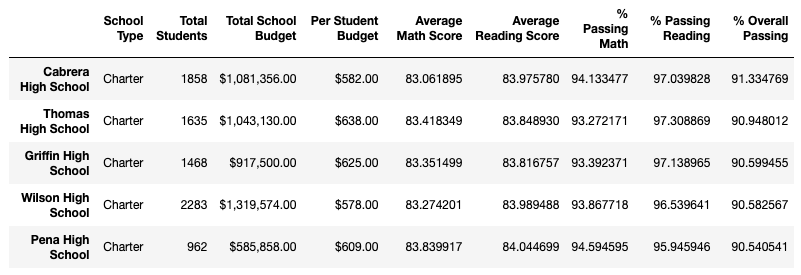 School Type Total Students Total School Budget Per Student Budget Average Math Score Average Reading Score % Passing Math % Passing Reading % Overall Passing
Cabrera High School Charter 1858 $1,081,356.00 $582.00 83.061895 83.975780 94.133477 97.039828 91.334769
Thomas High School Charter 1635 $1,043,130.00 $638.00 83.418349 83.848930 93.272171 97.308869 90.948012
Griffin High School Charter 1468 $917,500.00 $625.00 83.351499 83.816757 93.392371 97.138965 90.599455
Wilson High School Charter 2283 $1,319,574.00 $578.00 83.274201 83.989488 93.867718 96.539641 90.582567
Pena High School Charter 962 $585,858.00 $609.00 83.839917 84.044699 94.594595 95.945946 90.540541